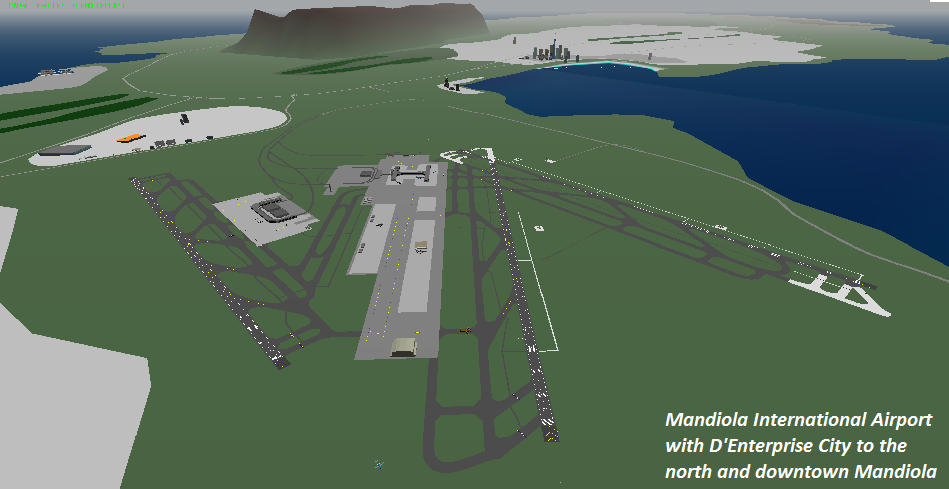 Mandiola International Airport
with D'Enterprise City to the
north and downtown Mandiola